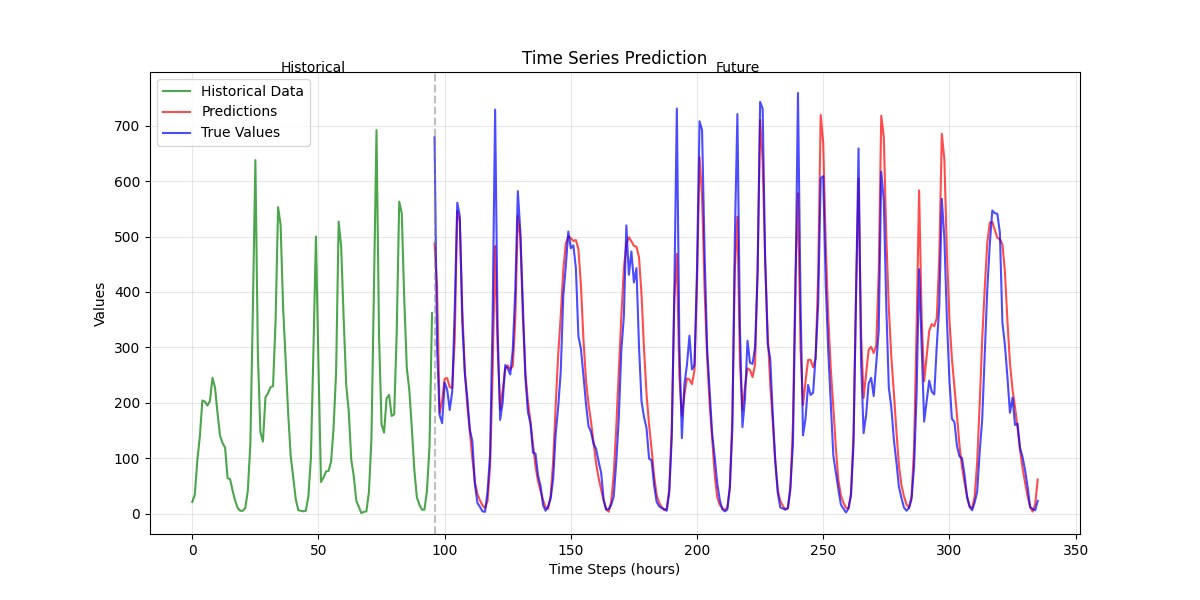 Time Series Prediction
Historical
Future
Historical Data
Predictions
True Values
Values
700
600
500
400
300
200
100
0
0 50 100 150 200 250 300 350
Time Steps (hours)